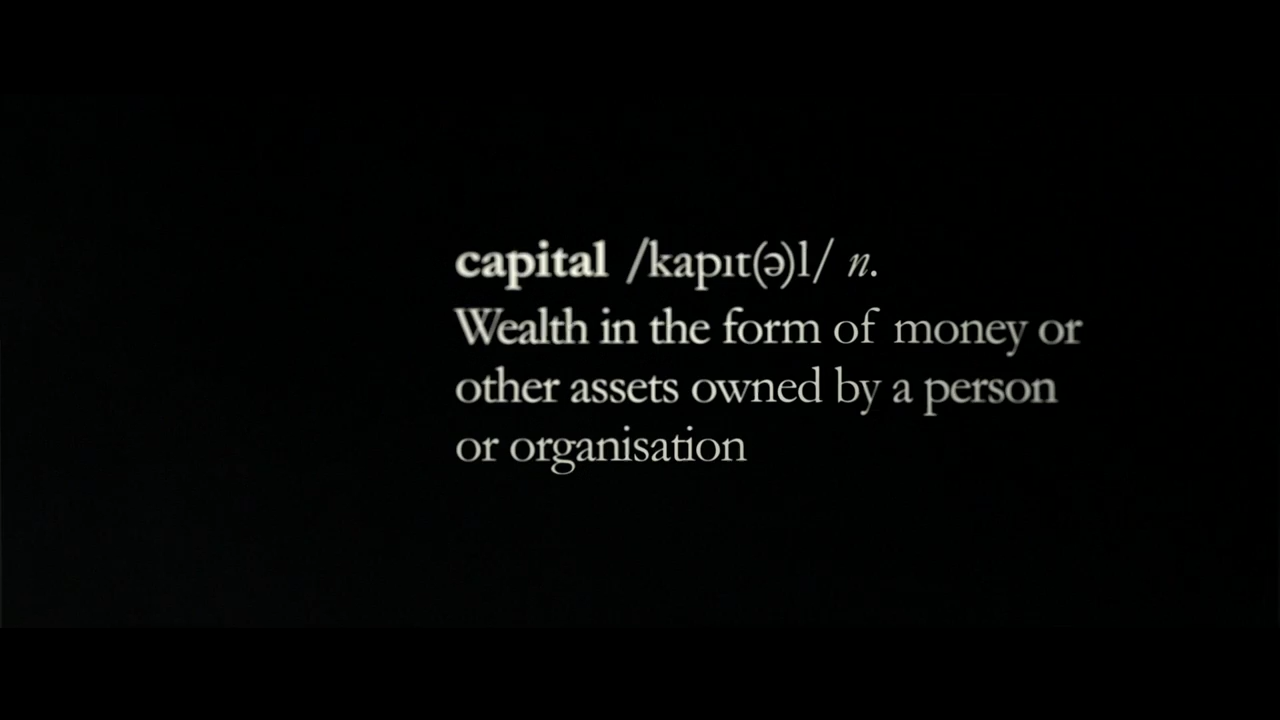 capital /kapɪt(ə)l/ n.
Wealth in the form of money or
other assets owned by a person
or organisation